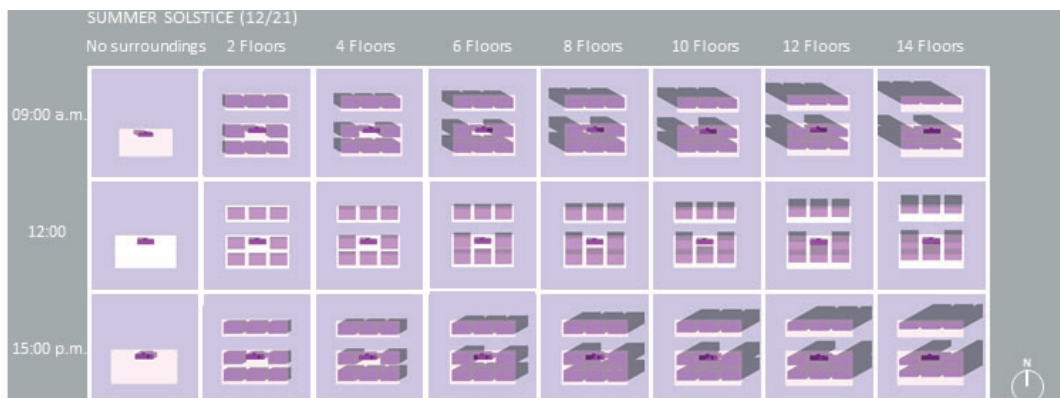 SUMMER SOLSTICE (12/21)
No surroundings 2 Floors 4 Floors 6 Floors 8 Floors 10 Floors 12 Floors 14 Floors
09:00 a.m.
12:00
15:00 p.m.
N